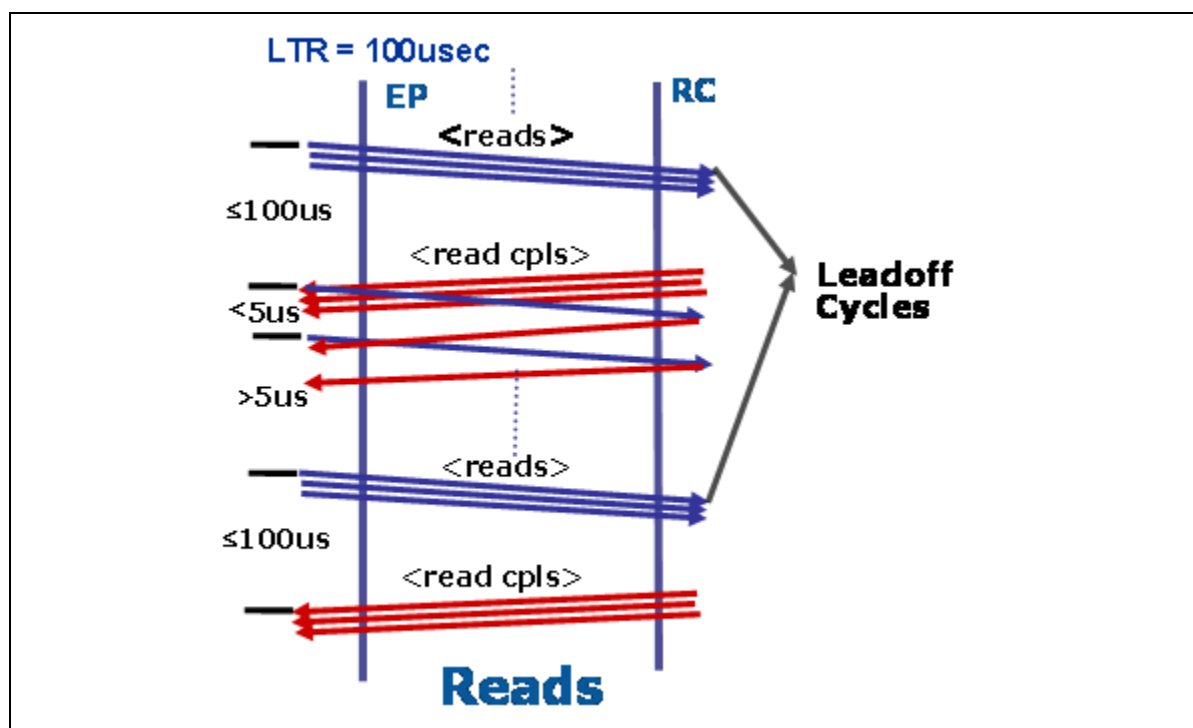 LTR = 100usec
EP
RC
<reads>
≤100us
<read cpls>
Leadoff
Cycles
<5us
>5us
<reads>
≤100us
<read cpls>
Reads